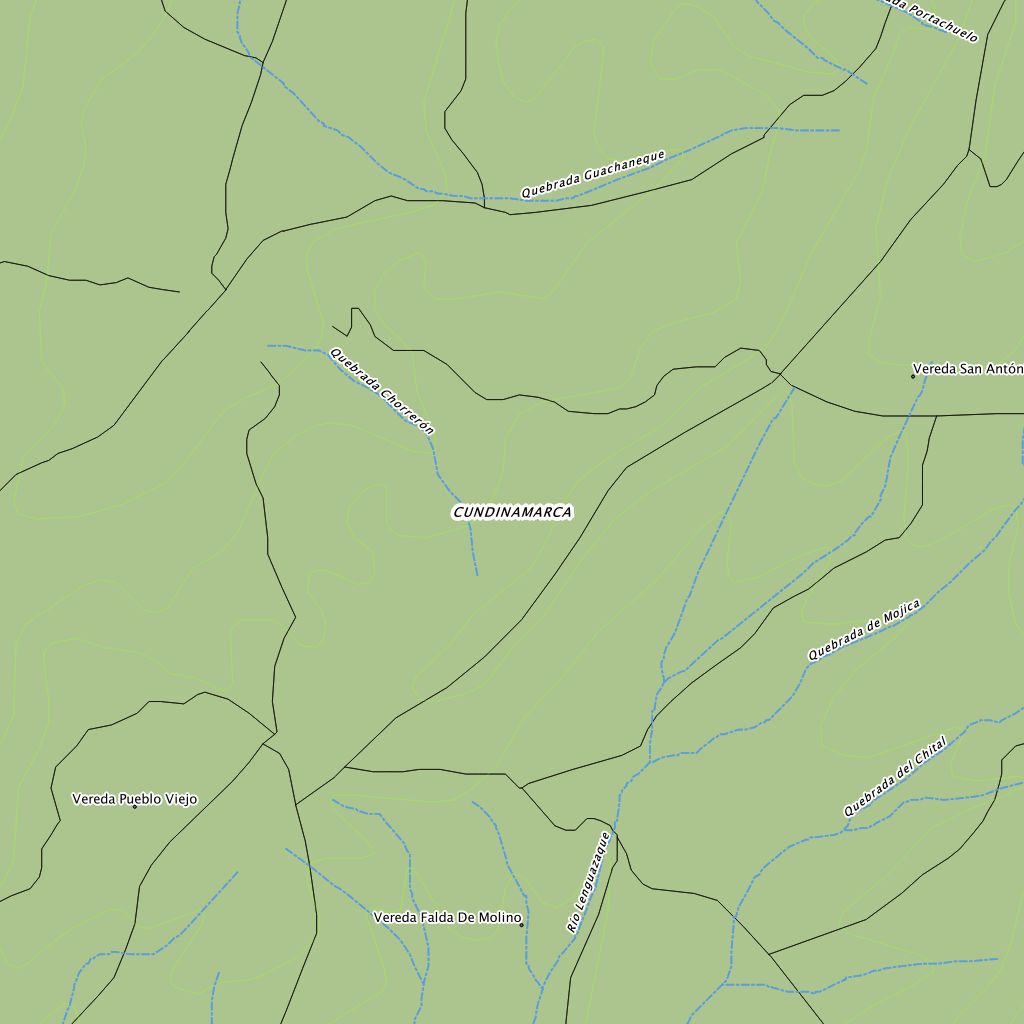 ada Portachuelo
Quebrada Guachaneque
Quebrada Chorrerón
Vereda San Antón
CUNDINAMARCA
Quebrada de Mojica
Quebrada del Chital
Vereda Pueblo Viejo
Río Lenguazaque
Vereda Falda De Molino